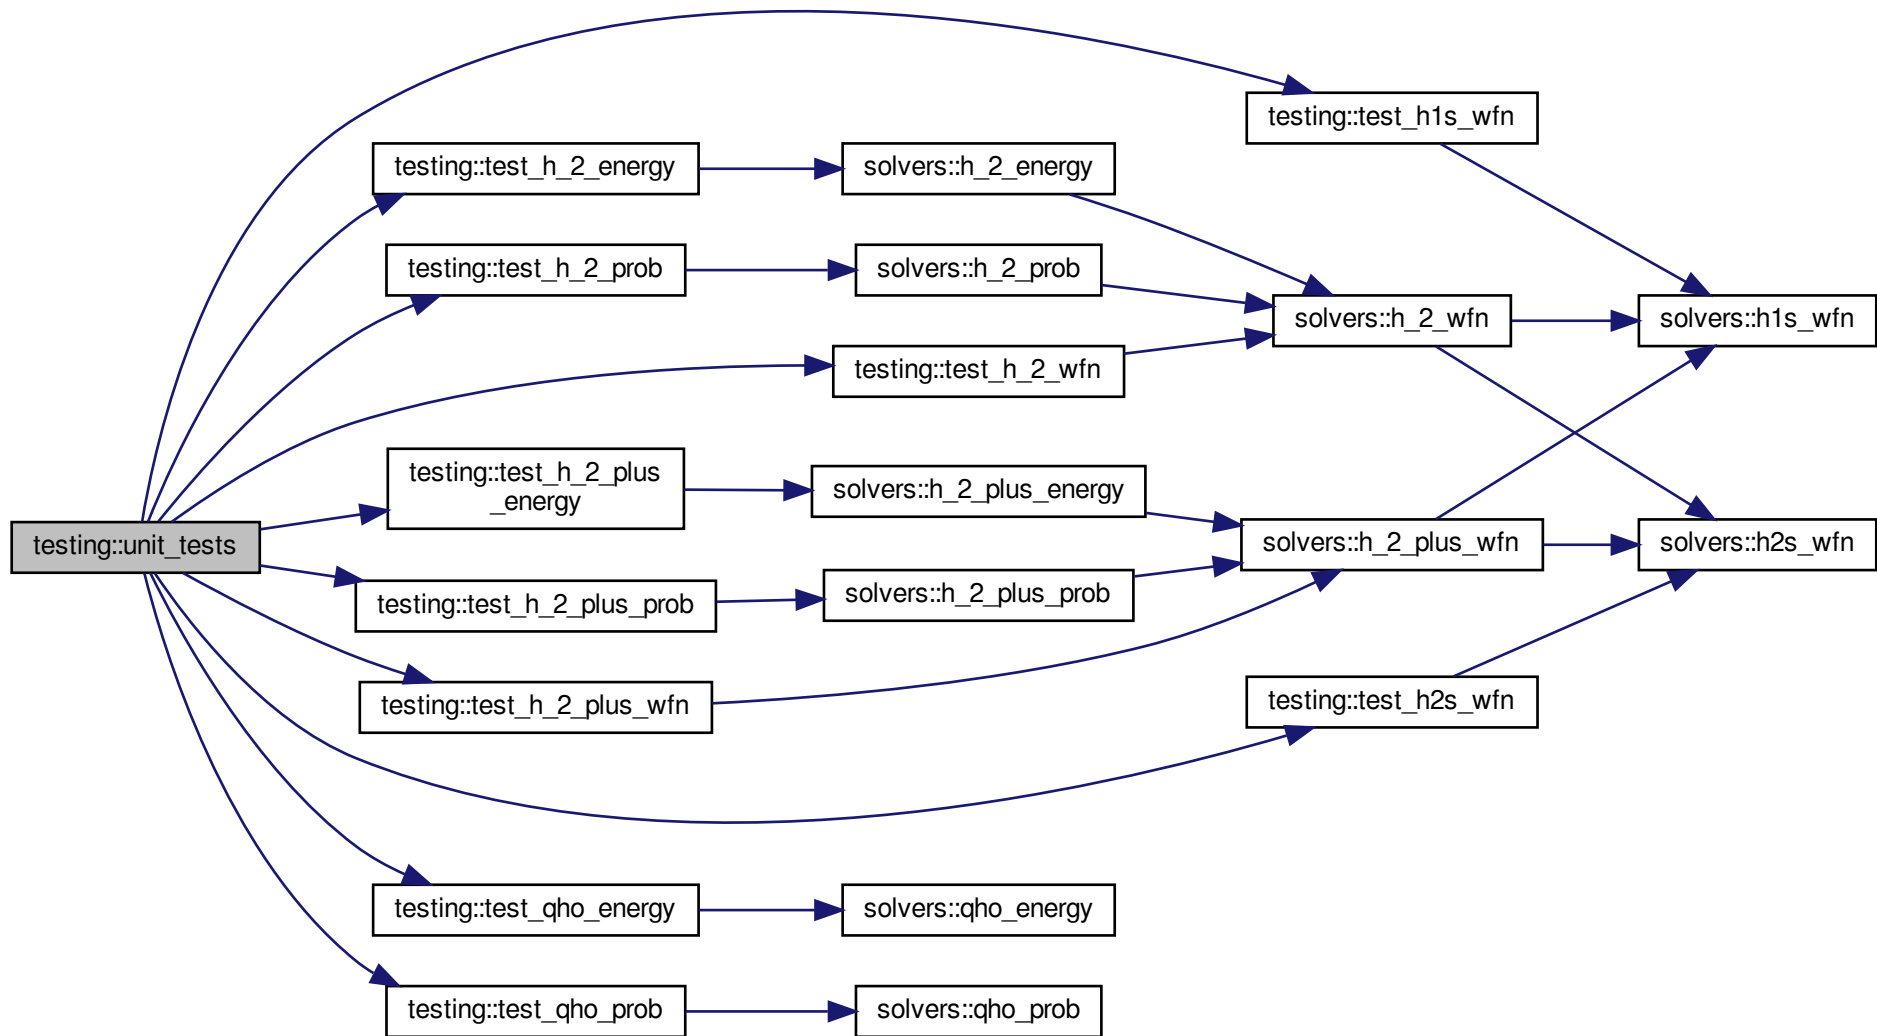 testing::test_h1s_wfn
testing::test_h_2_energy
solvers::h_2_energy
testing::test_h_2_prob
solvers::h_2_prob
solvers::h_2_wfn
solvers::h1s_wfn
testing::test_h_2_wfn
testing::test_h_2_plus
_energy
solvers::h_2_plus_energy
testing::unit_tests
solvers::h_2_plus_wfn
solvers::h2s_wfn
testing::test_h_2_plus_prob
solvers::h_2_plus_prob
testing::test_h_2_plus_wfn
testing::test_h2s_wfn
testing::test_qho_energy
solvers::qho_energy
testing::test_qho_prob
solvers::qho_prob